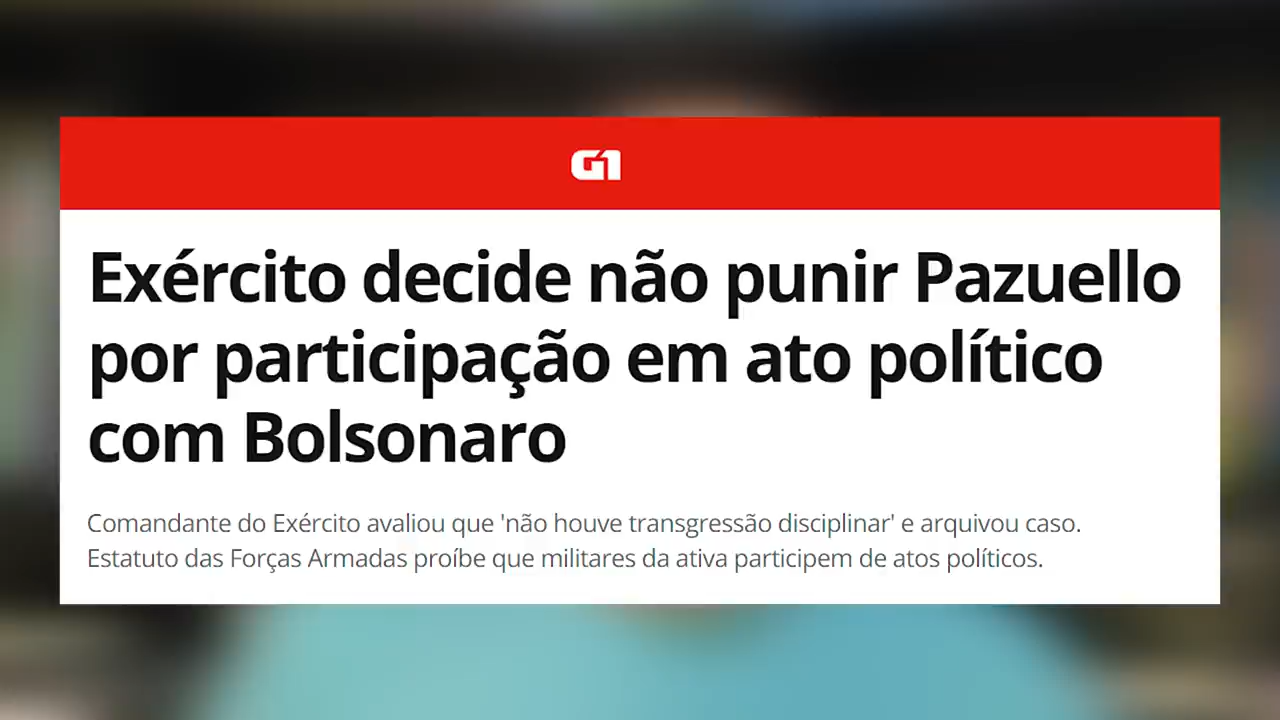 G1
Exército decide não punir Pazuello
por participação em ato político
com Bolsonaro
Comandante do Exército avaliou que 'não houve transgressão disciplinar' e arquivou caso.
Estatuto das Forças Armadas proíbe que militares da ativa participem de atos políticos.